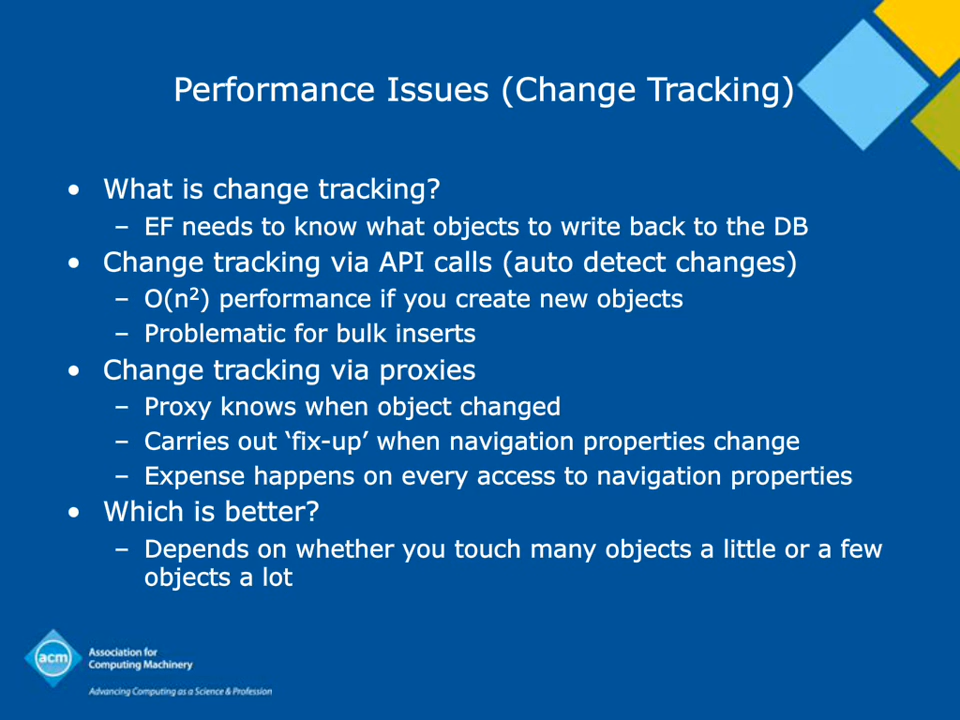 Performance Issues (Change Tracking)
• What is change tracking?
– EF needs to know what objects to write back to the DB
• Change tracking via API calls (auto detect changes)
– O(n²) performance if you create new objects
– Problematic for bulk inserts
• Change tracking via proxies
– Proxy knows when object changed
– Carries out ‘fix-up’ when navigation properties change
– Expense happens on every access to navigation properties
• Which is better?
– Depends on whether you touch many objects a little or a few
objects a lot
acm
Association for
Computing Machinery
Advancing Computing as a Science & Profession